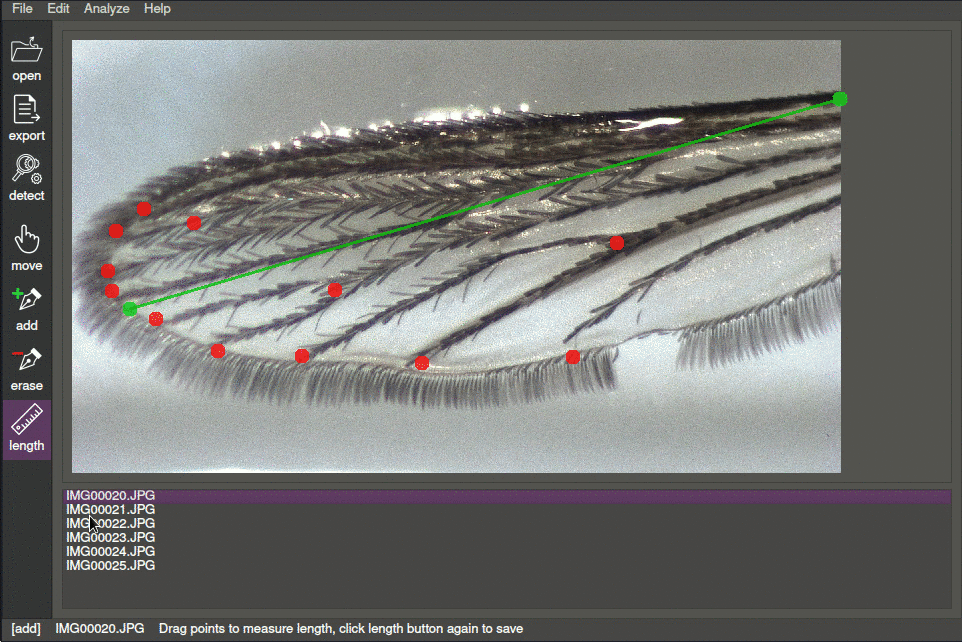 File Edit Analyze Help
open
export
detect
move
add
erase
length
IMG00020.JPG
IMG00021.JPG
IMG00022.JPG
IMG00023.JPG
IMG00024.JPG
IMG00025.JPG
[add] IMG00020.JPG Drag points to measure length, click length button again to save